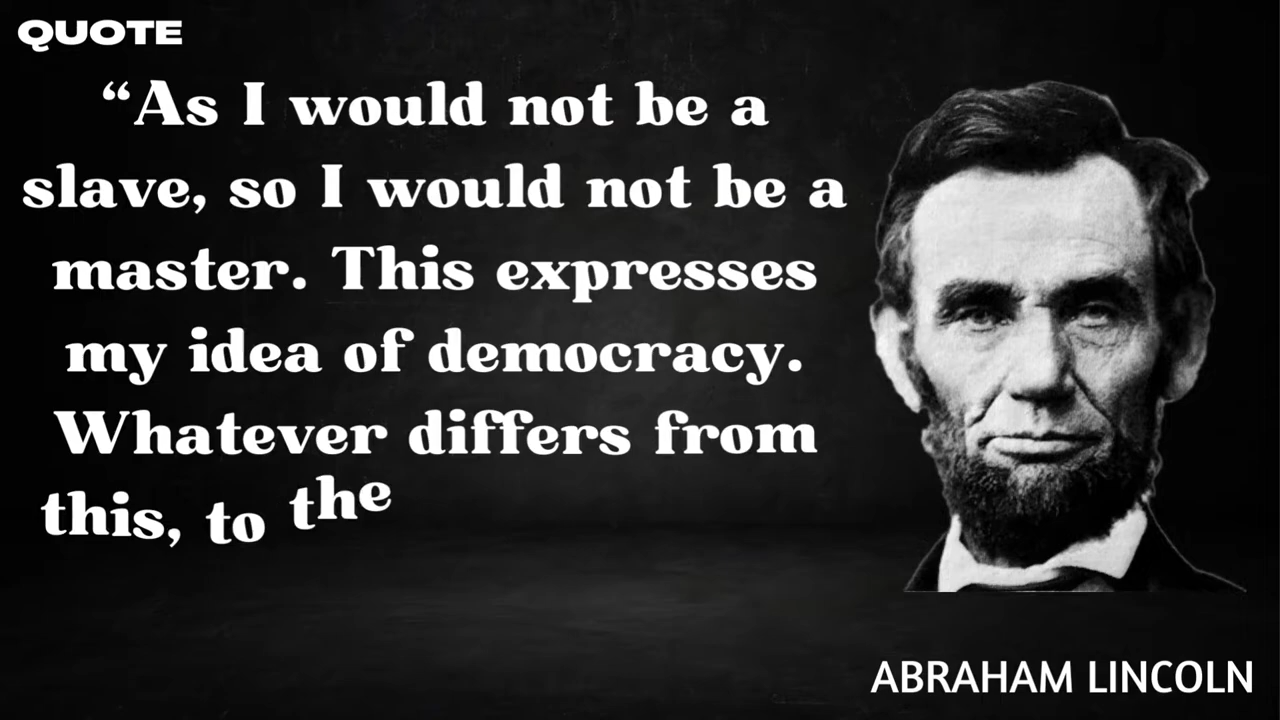 QUOTE
“As I would not be a
slave, so I would not be a
master. This expresses
my idea of democracy.
Whatever differs from
this, to the
ABRAHAM LINCOLN